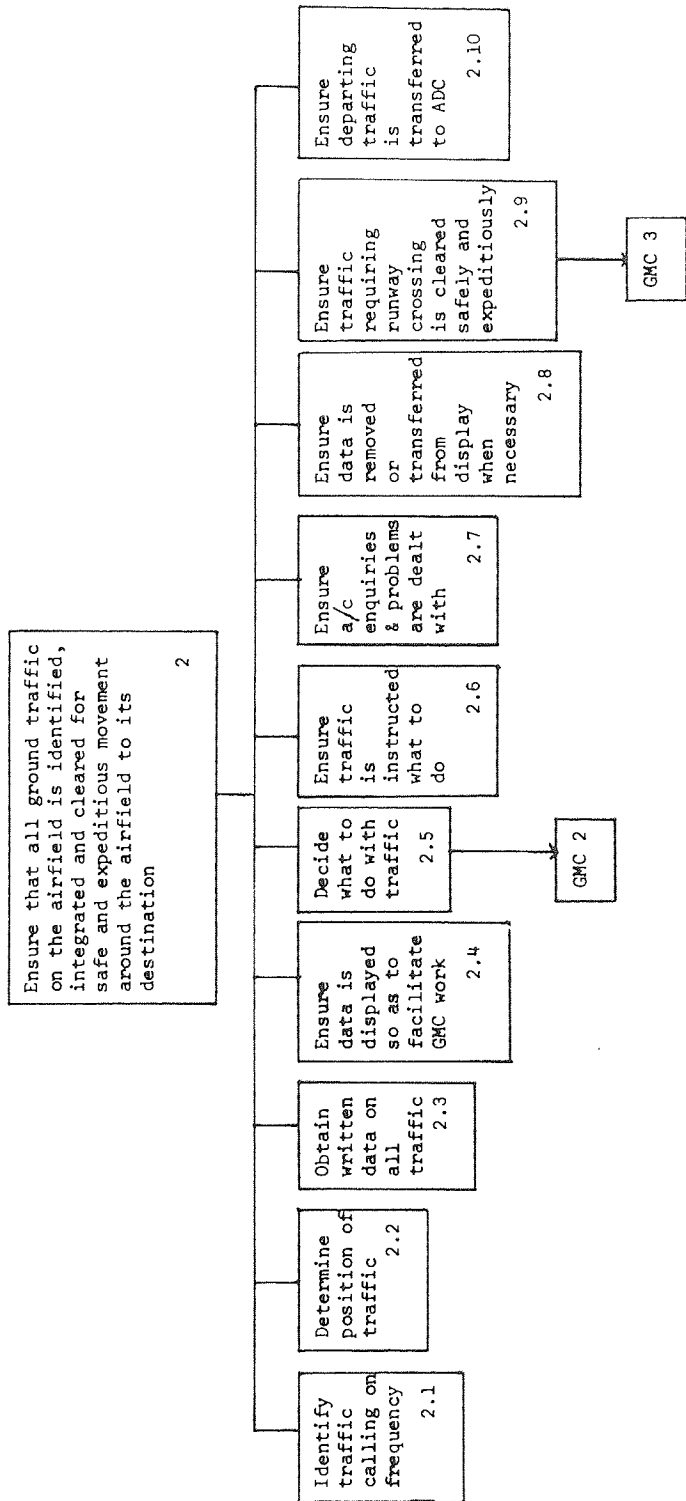 Ensure that all ground traffic
on the airfield is identified,
integrated and cleared for
safe and expeditious movement
around the airfield to its
destination
2
Identify
traffic
calling on
frequency
2.1
Determine
position of
traffic
2.2
Obtain
written
data on
all
traffic
2.3
Ensure
data is
displayed
so as to
facilitate
GMC work
2.4
Decide
what to
do with
traffic
2.5
GMC 2
Ensure
traffic
is
instructed
what to
do
2.6
Ensure
a/c
enquiries
& problems
are dealt
with
2.7
Ensure
data is
removed
or
transferred
from
display
when
necessary
2.8
Ensure
traffic
requiring
runway
crossing
is cleared
safely and
expeditiously
2.9
GMC 3
Ensure
departing
traffic
is
transferred
to ADC
2.10